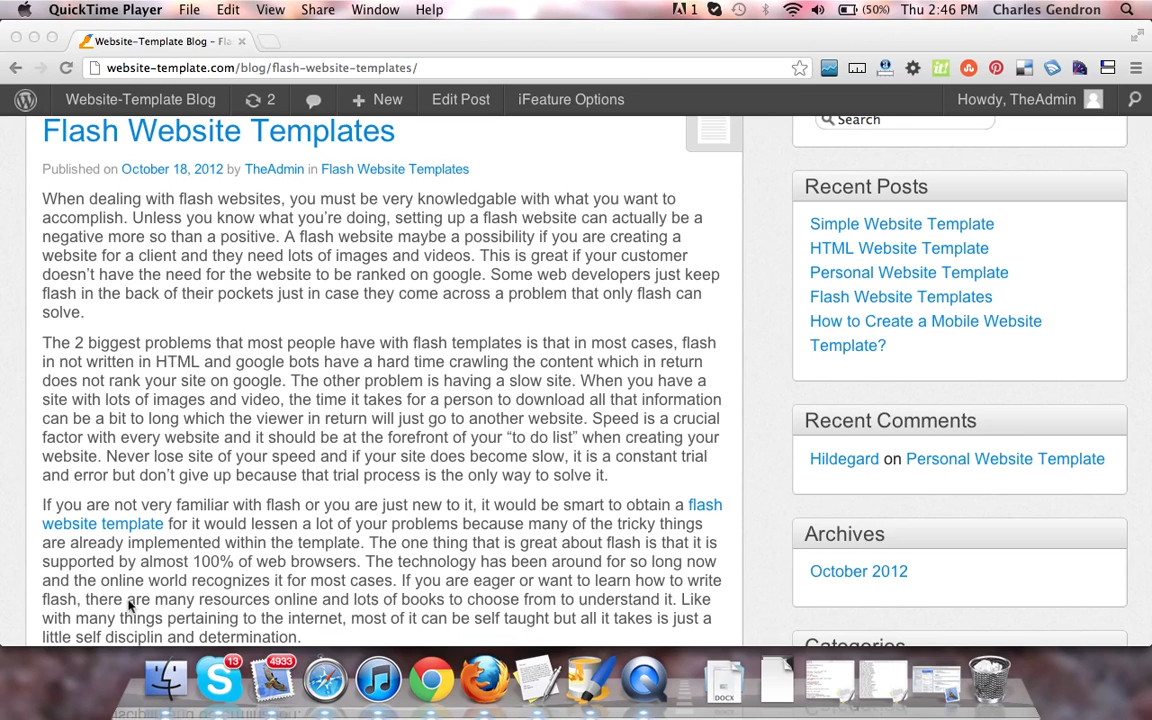 QuickTime Player File Edit View Share Window Help 1 (50%) Thu 2:46 PM Charles Gendron
Website-Template Blog - Fla
website-template.com/blog/flash-website-templates/
Website-Template Blog 2 New Edit Post iFeature Options Howdy, TheAdmin
Flash Website Templates
Published on October 18, 2012 by TheAdmin in Flash Website Templates
When dealing with flash websites, you must be very knowledgable with what you want to
accomplish. Unless you know what you're doing, setting up a flash website can actually be a
negative more so than a positive. A flash website maybe a possibility if you are creating a
website for a client and they need lots of images and videos. This is great if your customer
doesn't have the need for the website to be ranked on google. Some web developers just keep
flash in the back of their pockets just in case they come across a problem that only flash can
solve.
The 2 biggest problems that most people have with flash templates is that in most cases, flash
in not written in HTML and google bots have a hard time crawling the content which in return
does not rank your site on google. The other problem is having a slow site. When you have a
site with lots of images and video, the time it takes for a person to download all that information
can be a bit to long which the viewer in return will just go to another website. Speed is a crucial
factor with every website and it should be at the forefront of your “to do list” when creating your
website. Never lose site of your speed and if your site does become slow, it is a constant trial
and error but don't give up because that trial process is the only way to solve it.
If you are not very familiar with flash or you are just new to it, it would be smart to obtain a flash
website template for it would lessen a lot of your problems because many of the tricky things
are already implemented within the template. The one thing that is great about flash is that it is
supported by almost 100% of web browsers. The technology has been around for so long now
and the online world recognizes it for most cases. If you are eager or want to learn how to write
flash, there are many resources online and lots of books to choose from to understand it. Like
with many things pertaining to the internet, most of it can be self taught but all it takes is just a
little self disciplin and determination.
Search
Recent Posts
Simple Website Template
HTML Website Template
Personal Website Template
Flash Website Templates
How to Create a Mobile Website
Template?
Recent Comments
Hildegard on Personal Website Template
Archives
October 2012
Categories
13
4933
DOCX